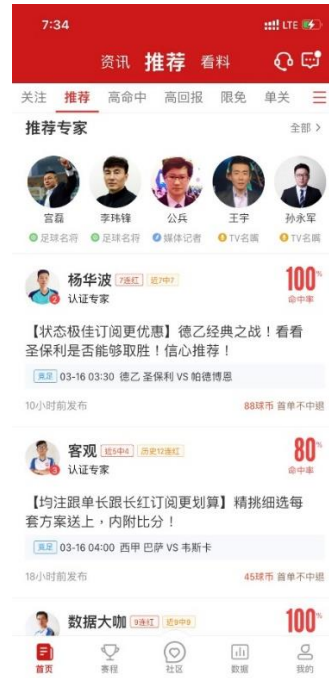 7:34 LTE
资讯 推荐 看料
关注 推荐 高命中 高回报 限免 单关
推荐专家 全部 >
宫磊 李玮锋 公兵 王宇 孙永军
足球名将 足球名将 媒体记者 TV名嘴 TV名嘴
杨华波 7连红 近7中7 100%
2 认证专家 命中率
【状态极佳订阅更优惠】德乙经典之战！看看
圣保利是否能够取胜！信心推荐！
竞足 03-16 03:30 德乙 圣保利 VS 帕德博恩
10小时前发布 88球币 首单不中退
客观 近5中4 历史12连红 80%
3 认证专家 命中率
【均注跟单长跟长红订阅更划算】精挑细选每
套方案送上，内附比分！
竞足 03-16 04:00 西甲 巴萨 VS 韦斯卡
18小时前发布 45球币 首单不中退
数据大咖 9连红 近9中9 100%
首页 赛程 社区 数据 我的